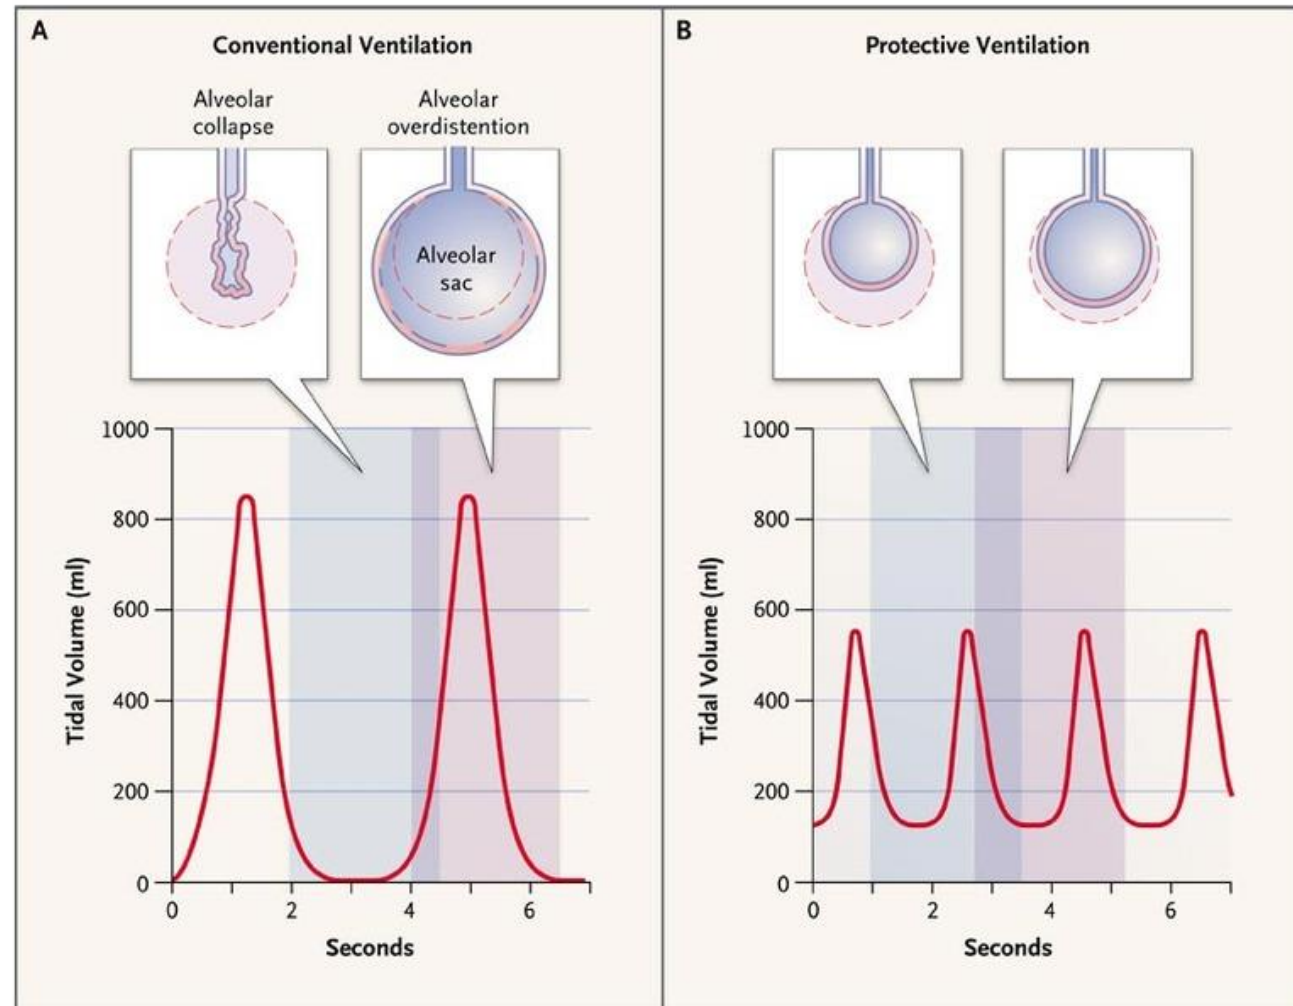 A
Conventional Ventilation
Alveolar
collapse
Alveolar
overdistention
Alveolar
sac
1000
800
600
400
200
0
Tidal Volume (ml)
0 2 4 6
Seconds
B
Protective Ventilation
1000
800
600
400
200
0
Tidal Volume (ml)
0 2 4 6
Seconds